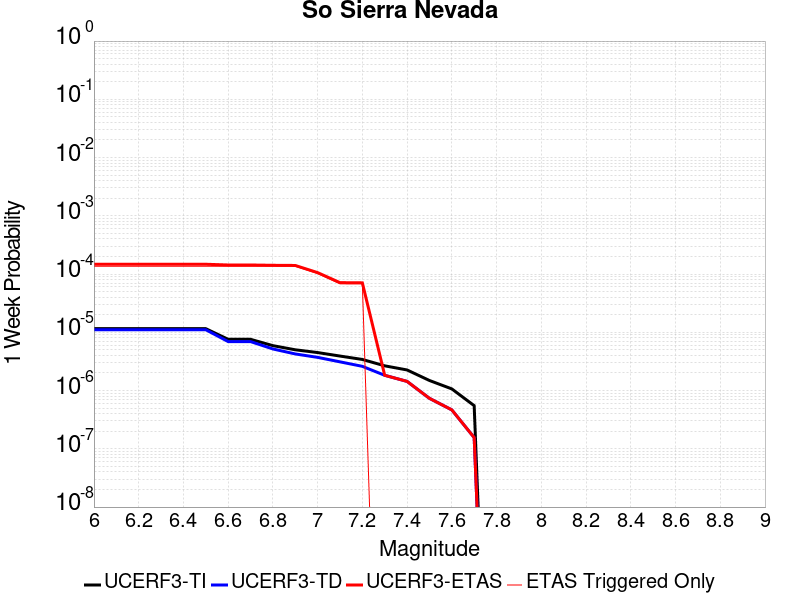 So Sierra Nevada
10^0
10^-1
10^-2
10^-3
10^-4
10^-5
10^-6
10^-7
10^-8
1 Week Probability
6 6.2 6.4 6.6 6.8 7 7.2 7.4 7.6 7.8 8 8.2 8.4 8.6 8.8 9
Magnitude
UCERF3-TI UCERF3-TD UCERF3-ETAS ETAS Triggered Only